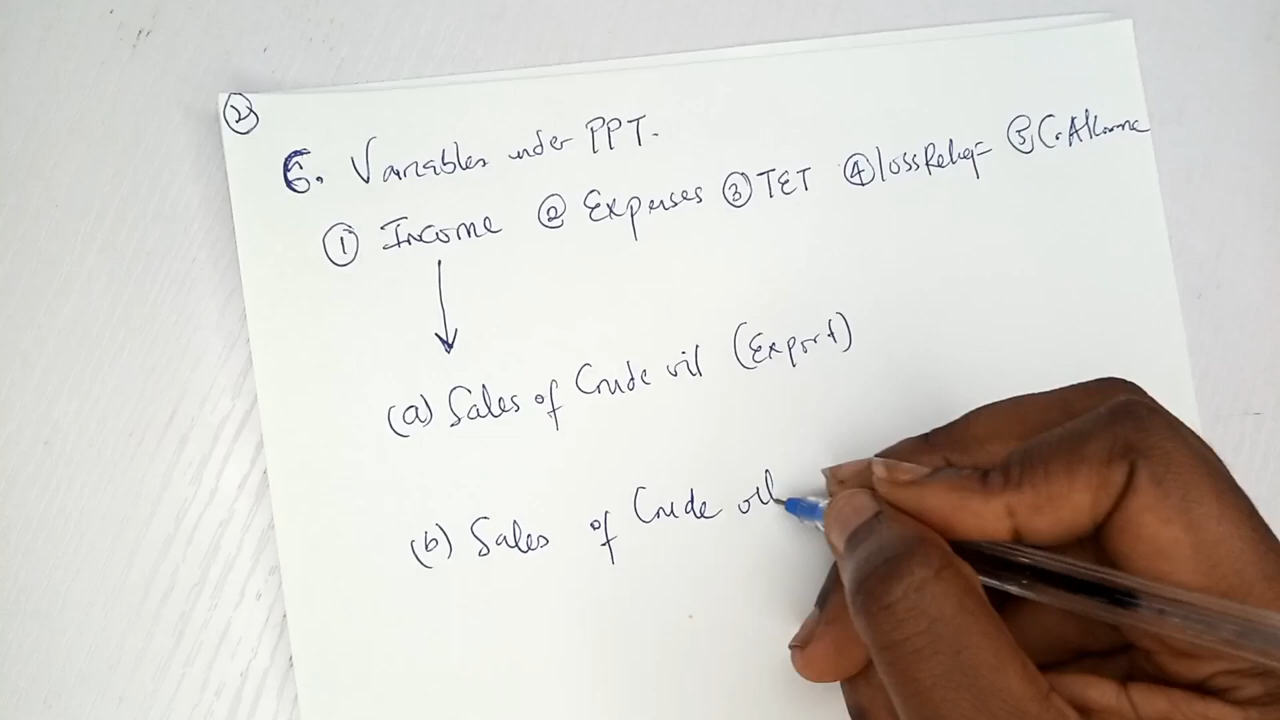 2
6. Variables under PPT.
① Income ② Expenses ③ TET ④ loss Relief ⑤ C. Allowance
(a) Sales of Crude oil (Export)
(b) Sales of Crude oil